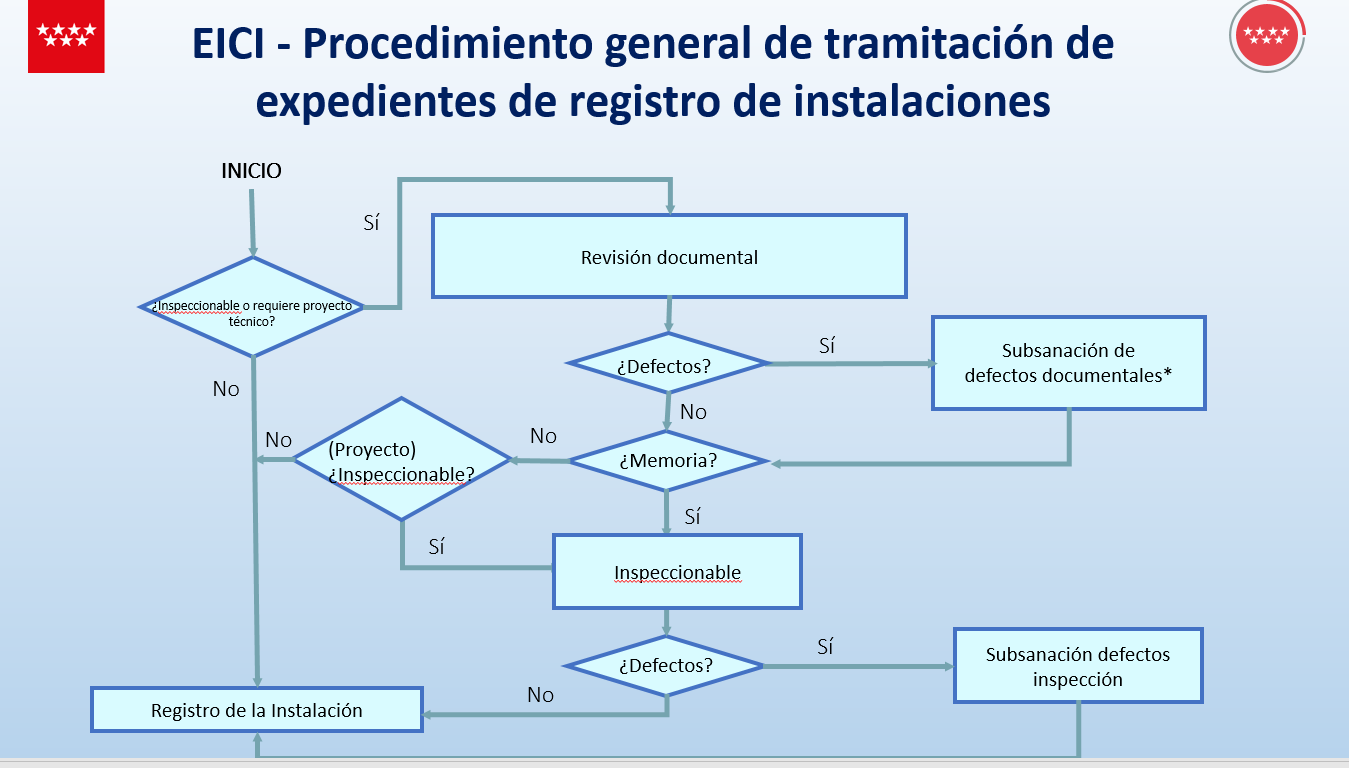 EICI - Procedimiento general de tramitación de
expedientes de registro de instalaciones
INICIO
Sí
Revisión documental
¿Inspeccionable o requiere proyecto
técnico?
¿Defectos?
Sí
Subsanación de
defectos documentales*
No
No
No
(Proyecto)
¿Inspeccionable?
No
¿Memoria?
Sí
Sí
Inspeccionable
¿Defectos?
Sí
Subsanación defectos
inspección
No
Registro de la Instalación